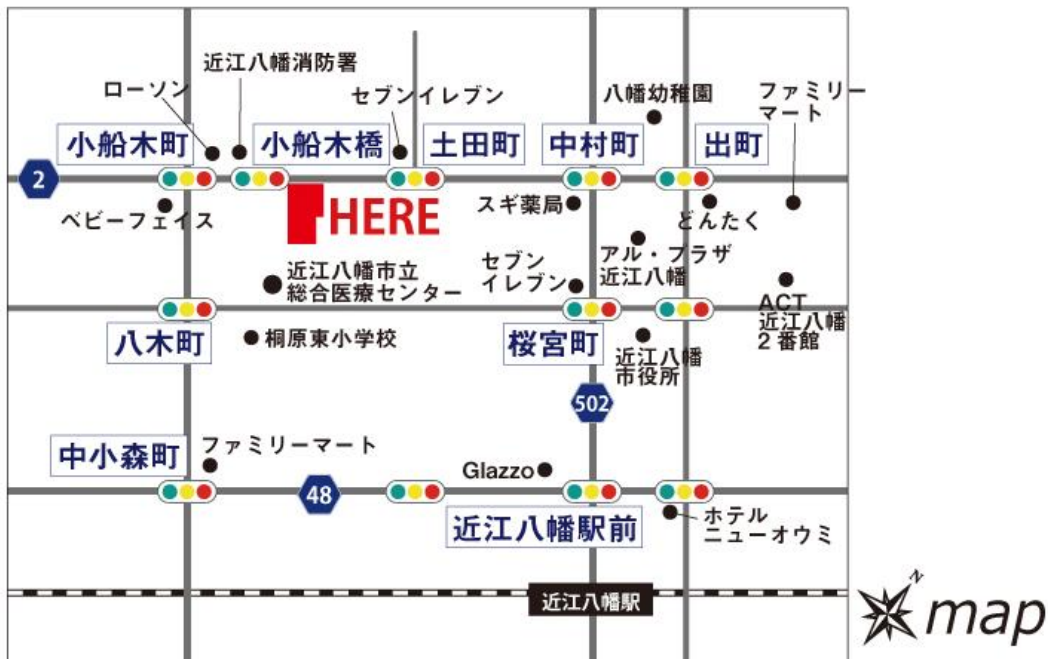 近江八幡消防署
ローソン
セブンイレブン
八幡幼稚園
ファミリー
マート
小船木町
小船木橋
土田町
中村町
出町
2
ベビーフェイス
HERE
スギ薬局
どんたく
アル・プラザ
近江八幡
近江八幡市立
総合医療センター
セブン
イレブン
ACT
近江八幡
2番館
八木町
桐原東小学校
桜宮町
近江八幡
市役所
502
中小森町
ファミリーマート
Glazzo
48
近江八幡駅前
ホテル
ニューオウミ
近江八幡駅
N
map